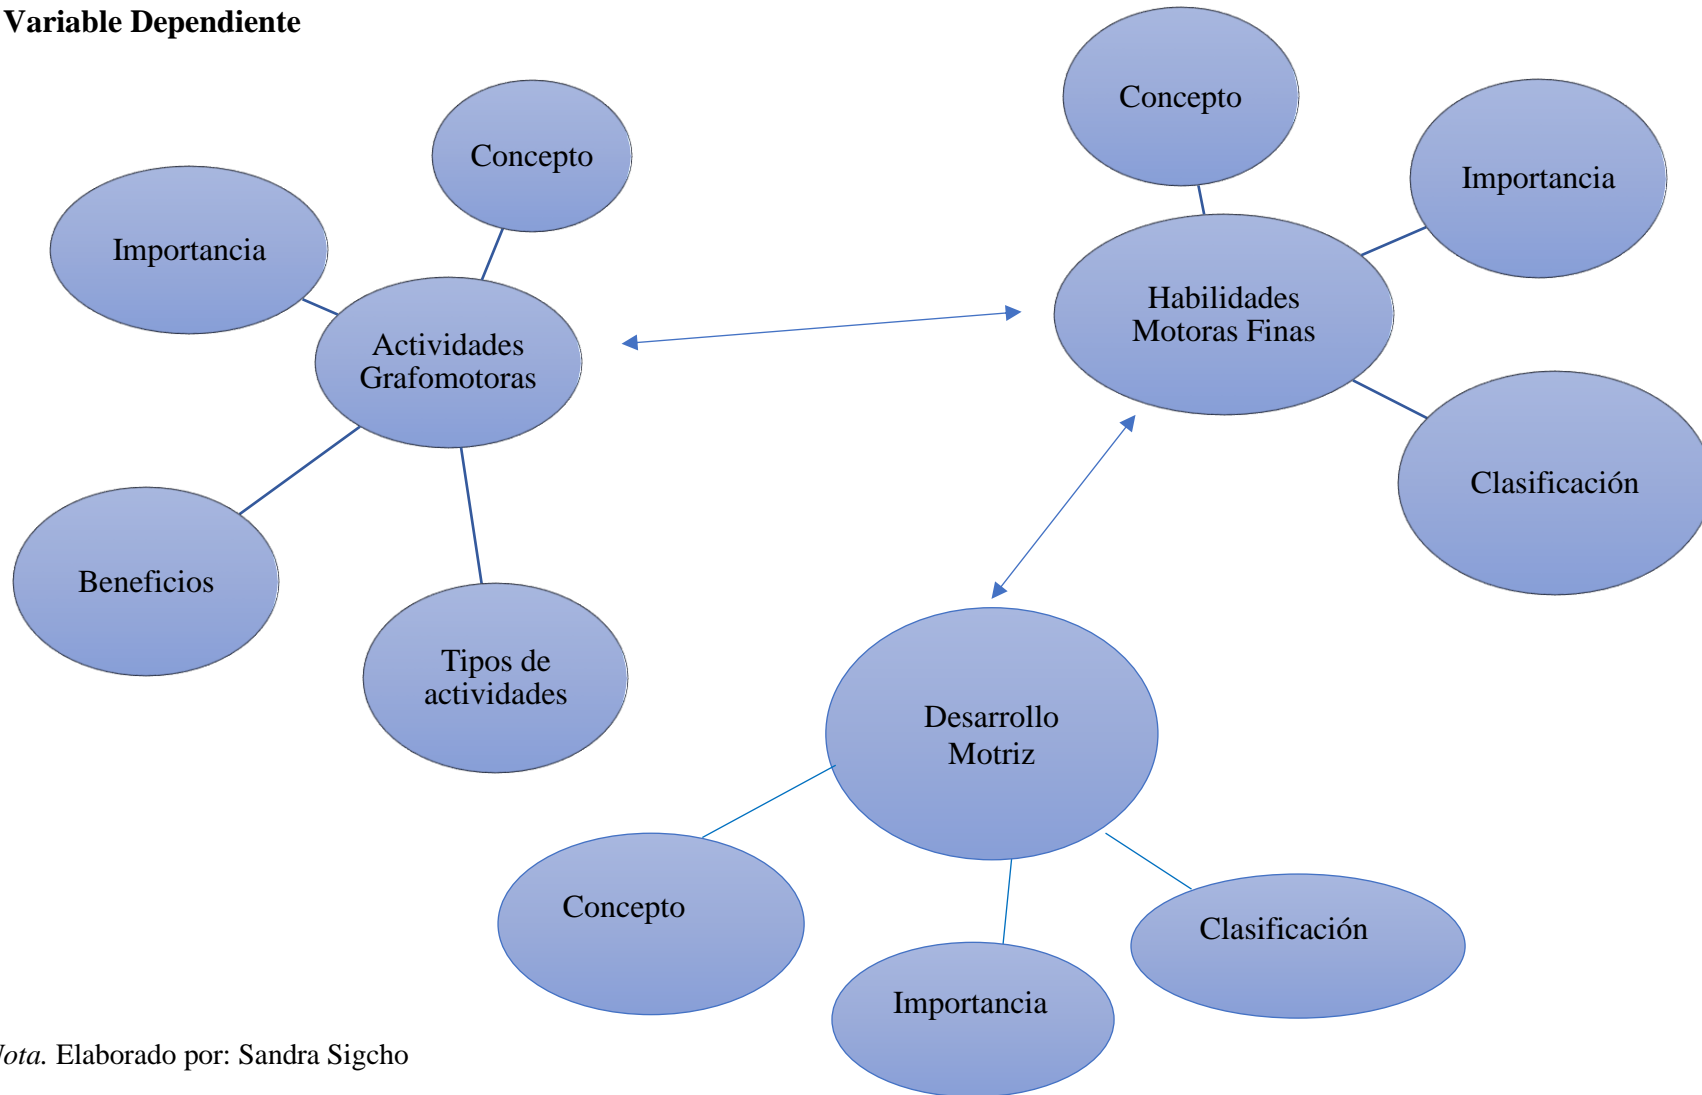 Variable Dependiente
Concepto
Importancia
Actividades
Grafomotoras
Beneficios
Tipos de
actividades
Concepto
Importancia
Habilidades
Motoras Finas
Clasificación
Desarrollo
Motriz
Concepto
Importancia
Clasificación
ota. Elaborado por: Sandra Sigcho